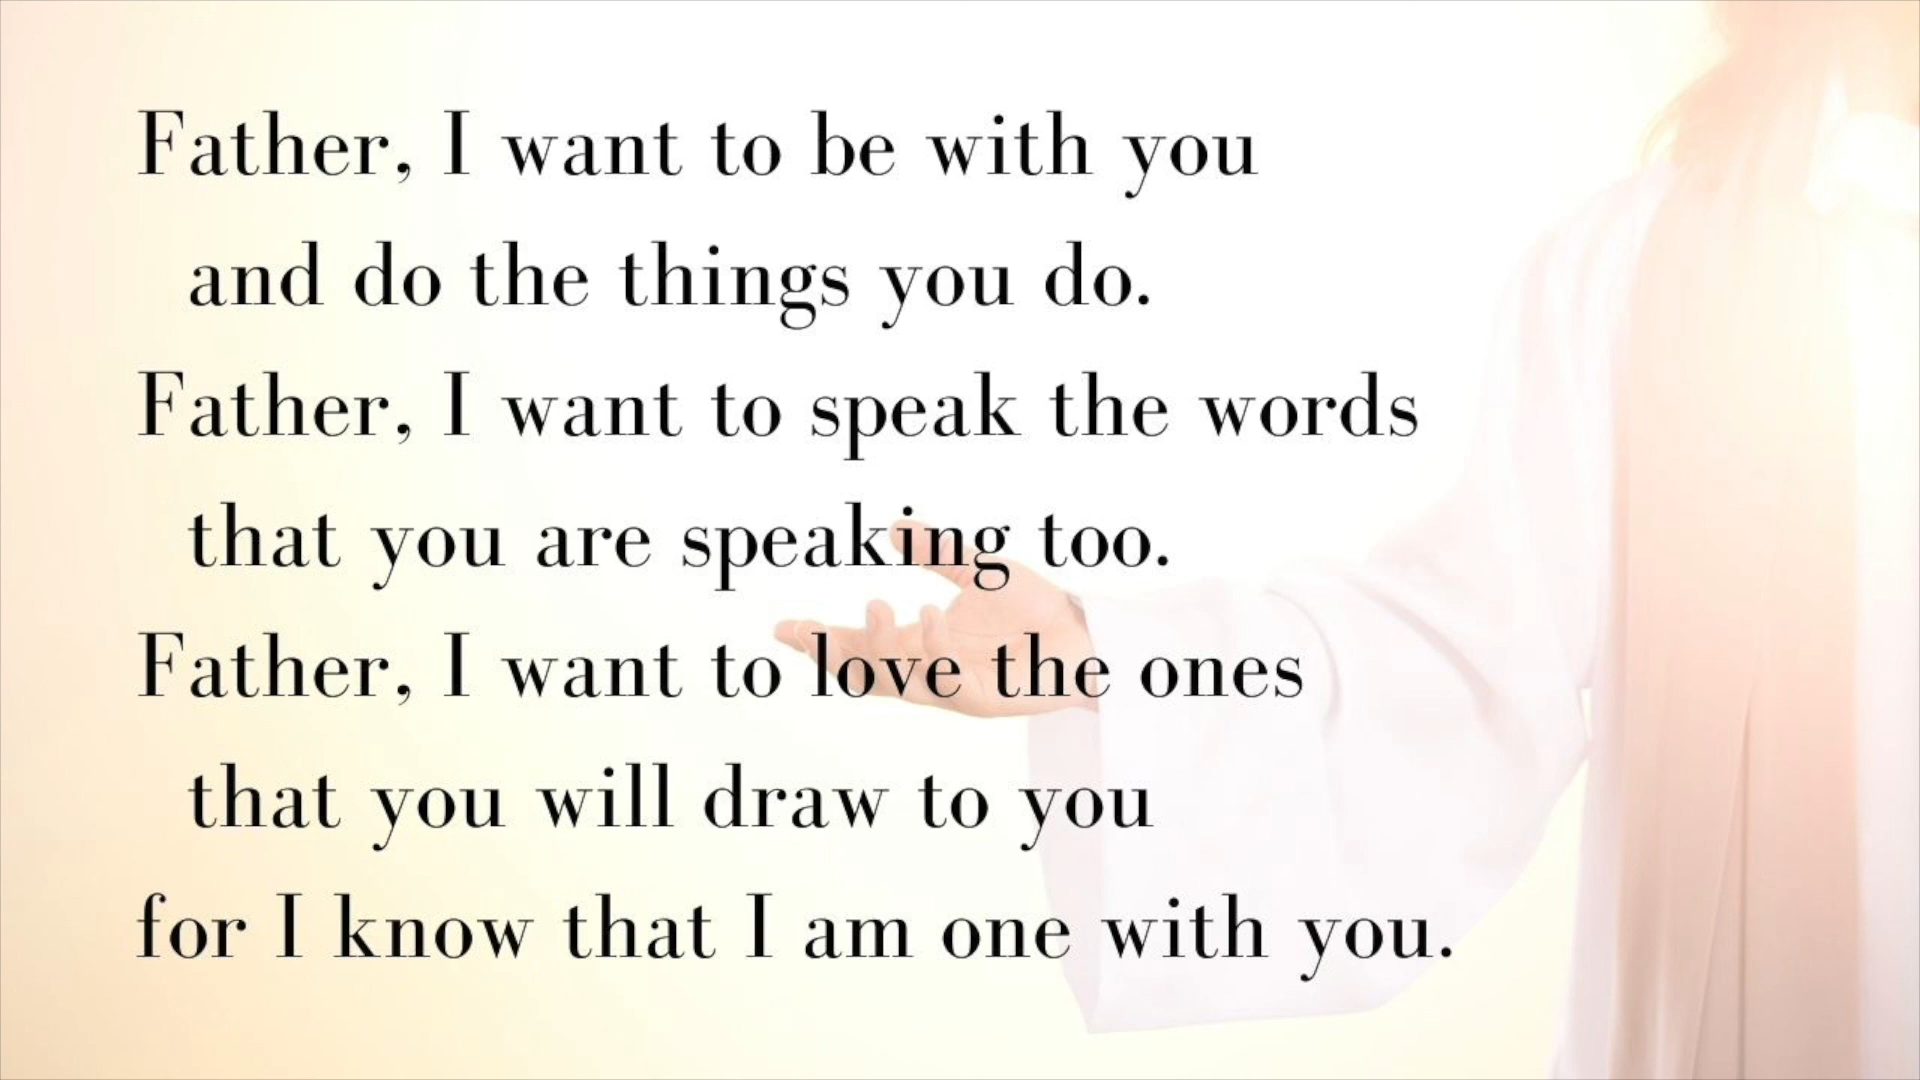 Father, I want to be with you
and do the things you do.
Father, I want to speak the words
that you are speaking too.
Father, I want to love the ones
that you will draw to you
for I know that I am one with you.